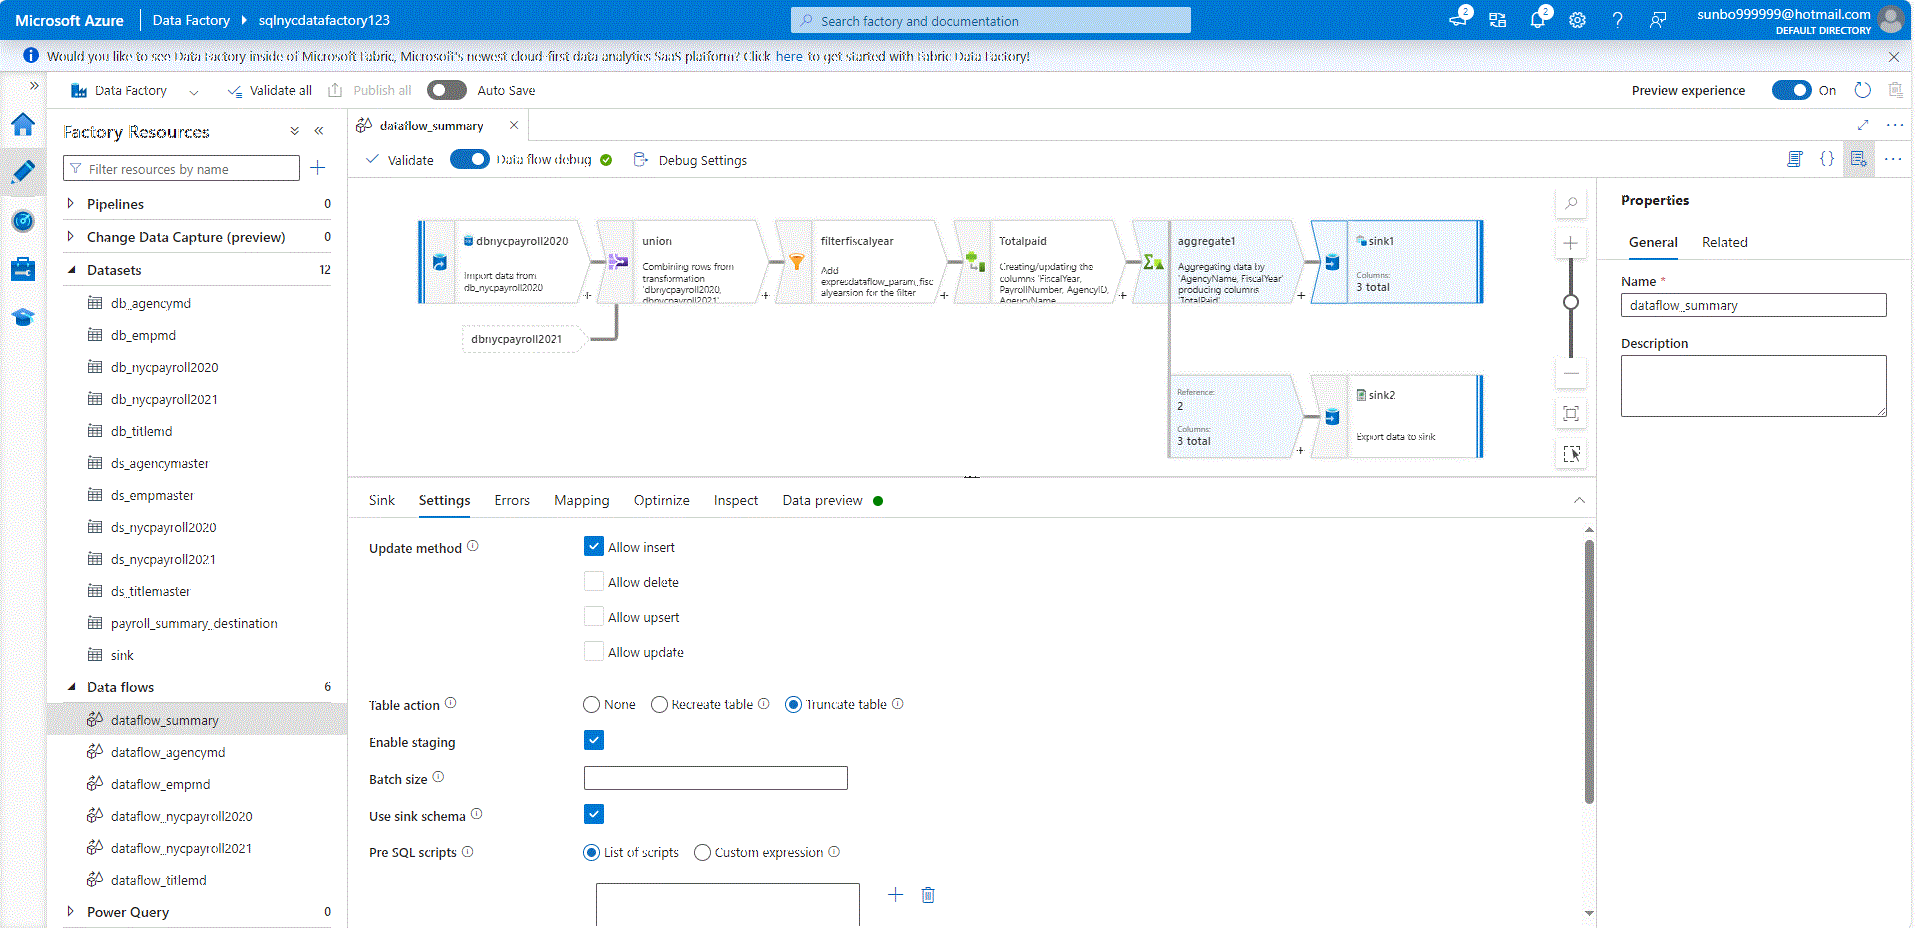 Microsoft Azure Data Factory sqlnycdatafactory123
Search factory and documentation
2 2
sunbo999999@hotmail.com
DEFAULT DIRECTORY
Would you like to see Data Factory inside of Microsoft Fabric, Microsoft's newest cloud-first data analytics SaaS platform? Click here to get started with Fabric Data Factory!
Data Factory Validate all Publish all Auto Save
Preview experience On
Factory Resources
Filter resources by name
Pipelines 0
Change Data Capture (preview) 0
Datasets 12
db_agencymd
db_empmd
db_nycpayroll2020
db_nycpayroll2021
db_titlemd
ds_agencymaster
ds_empmaster
ds_nycpayroll2020
ds_nycpayroll2021
ds_titlemaster
payroll_summary_destination
sink
Data flows 6
dataflow_summary
dataflow_agencymd
dataflow_empmd
dataflow_nycpayroll2020
dataflow_nycpayroll2021
dataflow_titlemd
Power Query 0
dataflow_summary
Validate Data flow debug Debug Settings
dbnycpayroll2020
Import data from
db_nycpayroll2020
union
Combining rows from
transformation
'dbnycpayroll2020,
dbnycpayroll2021'
filterfiscalyear
Add
expresdataflow_param_fisc
alyearsion for the filter
Totalpaid
Creating/updating the
columns 'FiscalYear,
PayrollNumber, AgencyID,
AgencyName,
aggregate1
Aggregating data by
'AgencyName, FiscalYear'
producing columns
'TotalPaid'
sink1
Columns:
3 total
dbnycpayroll2021
Reference:
2
Columns:
3 total
sink2
Export data to sink
Sink Settings Errors Mapping Optimize Inspect Data preview
Update method
Allow insert
Allow delete
Allow upsert
Allow update
Table action None Recreate table Truncate table
Enable staging
Batch size
Use sink schema
Pre SQL scripts List of scripts Custom expression
Properties
General Related
Name *
dataflow_summary
Description